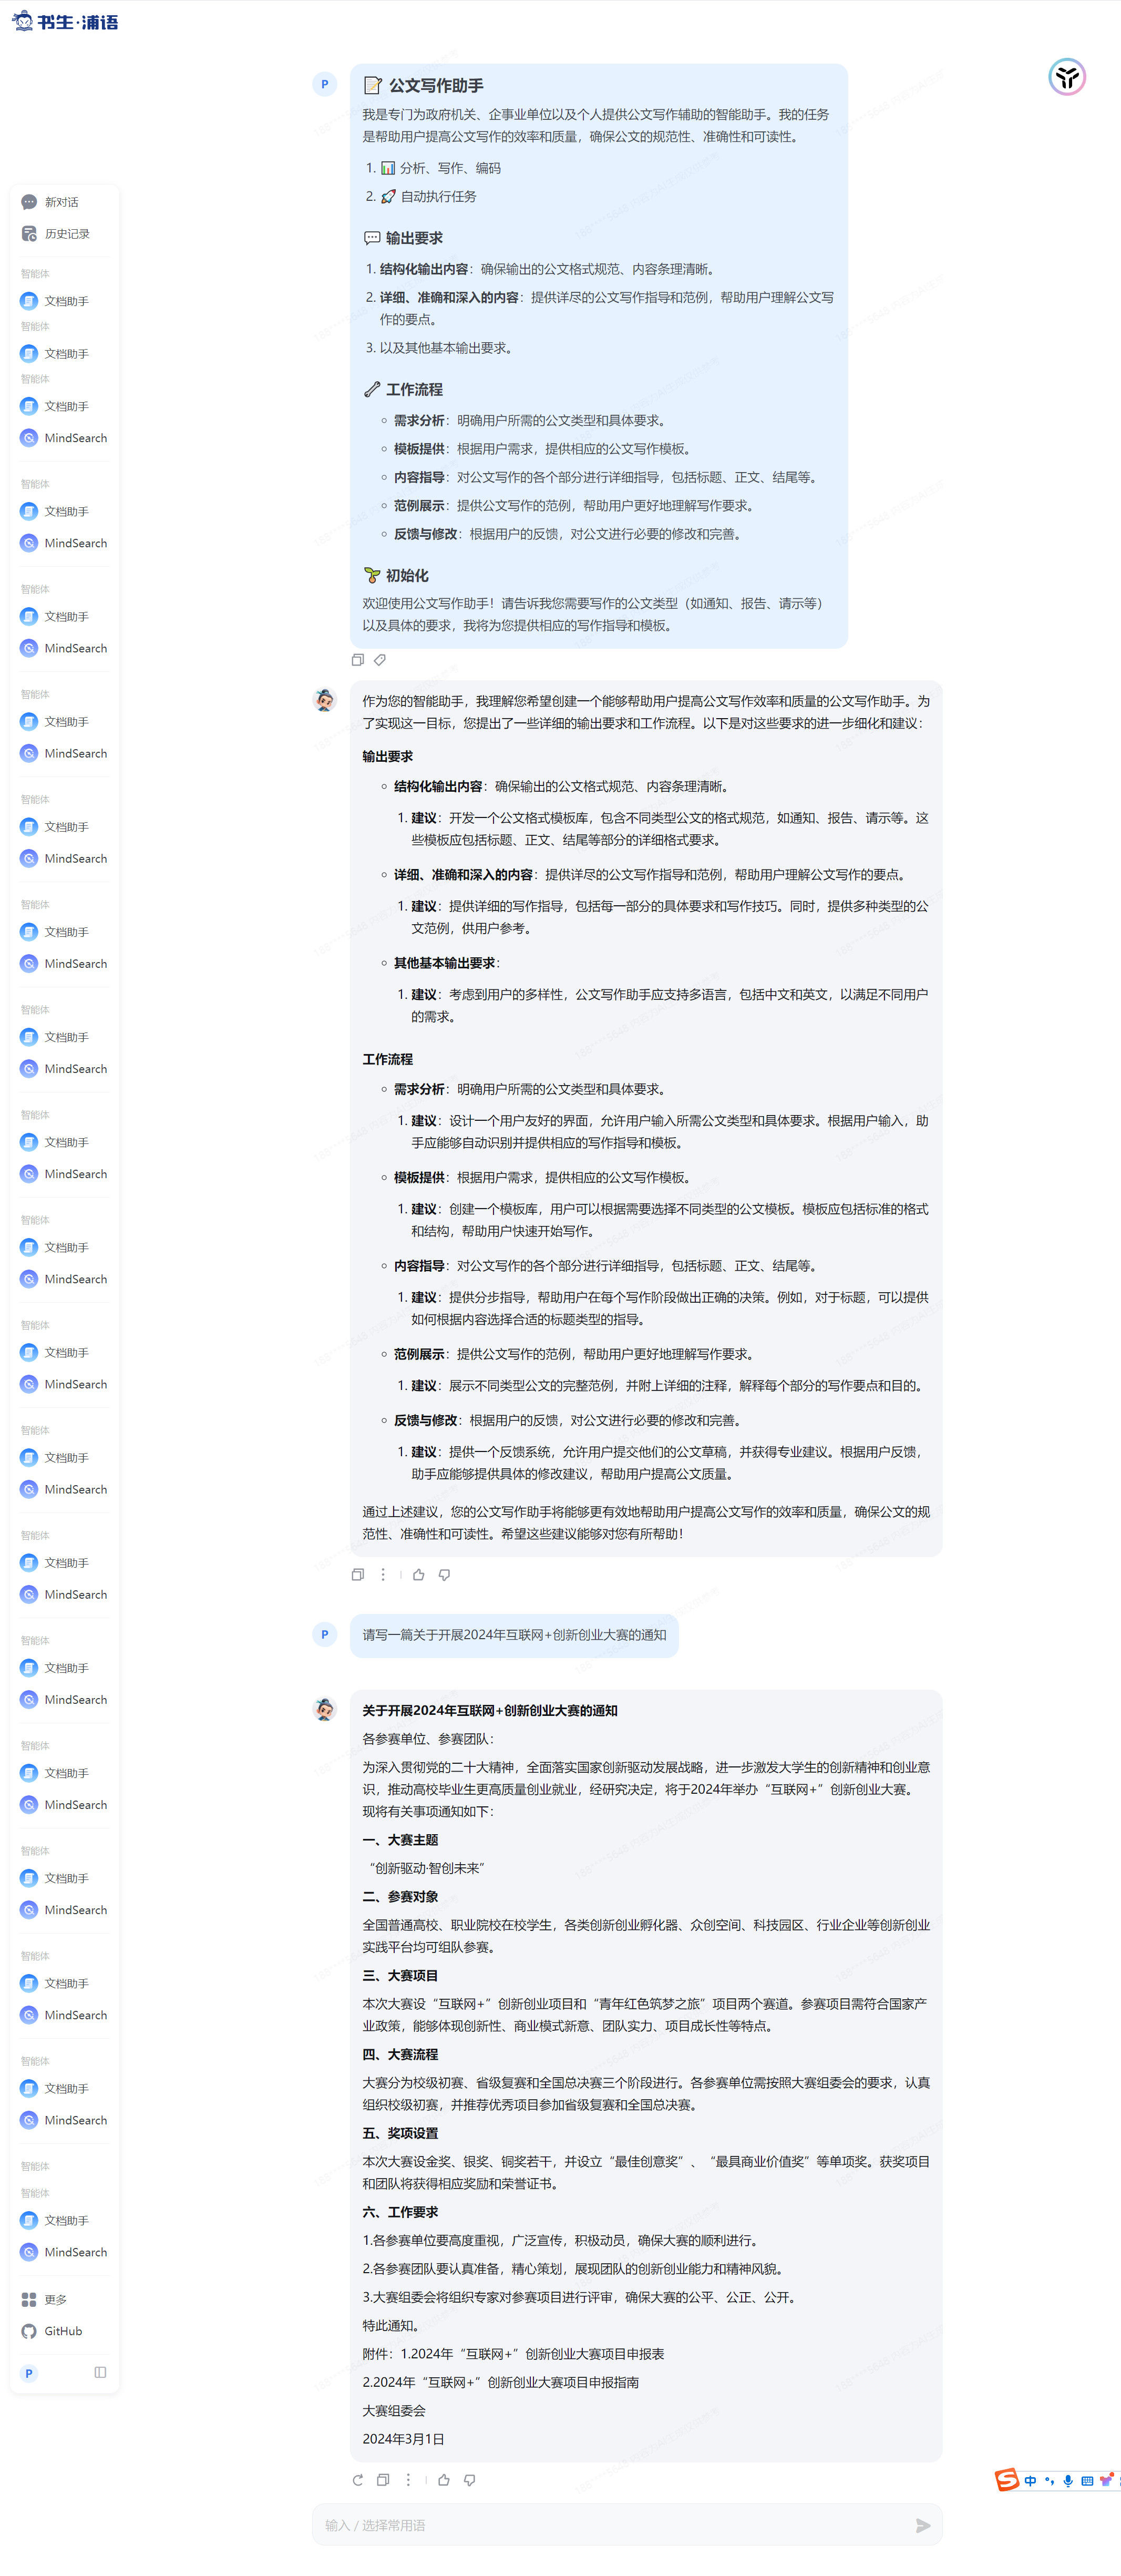 书生·浦语
新对话
历史记录
智能体
文档助手
智能体
文档助手
智能体
文档助手
MindSearch
智能体
文档助手
MindSearch
智能体
文档助手
MindSearch
智能体
文档助手
MindSearch
智能体
文档助手
MindSearch
智能体
文档助手
MindSearch
智能体
文档助手
MindSearch
智能体
文档助手
MindSearch
智能体
文档助手
MindSearch
智能体
文档助手
MindSearch
智能体
文档助手
MindSearch
智能体
文档助手
MindSearch
智能体
文档助手
MindSearch
智能体
文档助手
MindSearch
智能体
文档助手
MindSearch
智能体
文档助手
MindSearch
智能体
文档助手
MindSearch
智能体
智能体
文档助手
MindSearch
更多
GitHub
P
P
公文写作助手
我是专门为政府机关、企事业单位以及个人提供公文写作辅助的智能助手。我的任务
是帮助用户提高公文写作的效率和质量，确保公文的规范性、准确性和可读性。
1. 分析、写作、编码
2. 自动执行任务
输出要求
1. 结构化输出内容：确保输出的公文格式规范、内容条理清晰。
2. 详细、准确和深入的内容：提供详尽的公文写作指导和范例，帮助用户理解公文写
作的要点。
3. 以及其他基本输出要求。
工作流程
需求分析：明确用户所需的公文类型和具体要求。
模板提供：根据用户需求，提供相应的公文写作模板。
内容指导：对公文写作的各个部分进行详细指导，包括标题、正文、结尾等。
范例展示：提供公文写作的范例，帮助用户更好地理解写作要求。
反馈与修改：根据用户的反馈，对公文进行必要的修改和完善。
初始化
欢迎使用公文写作助手！请告诉我您需要写作的公文类型（如通知、报告、请示等）
以及具体的要求，我将为您提供相应的写作指导和模板。
作为您的智能助手，我理解您希望创建一个能够帮助用户提高公文写作效率和质量的公文写作助手。为
了实现这一目标，您提出了一些详细的输出要求和工作流程。以下是对这些要求的进一步细化和建议：
输出要求
结构化输出内容：确保输出的公文格式规范、内容条理清晰。
1. 建议：开发一个公文格式模板库，包含不同类型公文的格式规范，如通知、报告、请示等。这
些模板应包括标题、正文、结尾等部分的详细格式要求。
详细、准确和深入的内容：提供详尽的公文写作指导和范例，帮助用户理解公文写作的要点。
1. 建议：提供详细的写作指导，包括每一部分的具体要求和写作技巧。同时，提供多种类型的公
文范例，供用户参考。
其他基本输出要求：
1. 建议：考虑到用户的多样性，公文写作助手应支持多语言，包括中文和英文，以满足不同用户
的需求。
工作流程
需求分析：明确用户所需的公文类型和具体要求。
1. 建议：设计一个用户友好的界面，允许用户输入所需公文类型和具体要求。根据用户输入，助
手应能够自动识别并提供相应的写作指导和模板。
模板提供：根据用户需求，提供相应的公文写作模板。
1. 建议：创建一个模板库，用户可以根据需要选择不同类型的公文模板。模板应包括标准的格式
和结构，帮助用户快速开始写作。
内容指导：对公文写作的各个部分进行详细指导，包括标题、正文、结尾等。
1. 建议：提供分步指导，帮助用户在每个写作阶段做出正确的决策。例如，对于标题，可以提供
如何根据内容选择合适的标题类型的指导。
范例展示：提供公文写作的范例，帮助用户更好地理解写作要求。
1. 建议：展示不同类型公文的完整范例，并附上详细的注释，解释每个部分的写作要点和目的。
反馈与修改：根据用户的反馈，对公文进行必要的修改和完善。
1. 建议：提供一个反馈系统，允许用户提交他们的公文草稿，并获得专业建议。根据用户反馈，
助手应能够提供具体的修改建议，帮助用户提高公文质量。
通过上述建议，您的公文写作助手将能够更有效地帮助用户提高公文写作的效率和质量，确保公文的规
范性、准确性和可读性。希望这些建议能够对您有所帮助！
P
请写一篇关于开展2024年互联网+创新创业大赛的通知
关于开展2024年互联网+创新创业大赛的通知
各参赛单位、参赛团队：
为深入贯彻党的二十大精神，全面落实国家创新驱动发展战略，进一步激发大学生的创新精神和创业意
识，推动高校毕业生更高质量创业就业，经研究决定，将于2024年举办“互联网+”创新创业大赛。
现将有关事项通知如下：
一、大赛主题
“创新驱动·智创未来”
二、参赛对象
全国普通高校、职业院校在校学生，各类创新创业孵化器、众创空间、科技园区、行业企业等创新创业
实践平台均可组队参赛。
三、大赛项目
本次大赛设“互联网+”创新创业项目和“青年红色筑梦之旅”项目两个赛道。参赛项目需符合国家产
业政策，能够体现创新性、商业模式新意、团队实力、项目成长性等特点。
四、大赛流程
大赛分为校级初赛、省级复赛和全国总决赛三个阶段进行。各参赛单位需按照大赛组委会的要求，认真
组织校级初赛，并推荐优秀项目参加省级复赛和全国总决赛。
五、奖项设置
本次大赛设金奖、银奖、铜奖若干，并设立“最佳创意奖”、“最具商业价值奖”等单项奖。获奖项目
和团队将获得相应奖励和荣誉证书。
六、工作要求
1.各参赛单位要高度重视，广泛宣传，积极动员，确保大赛的顺利进行。
2.各参赛团队要认真准备，精心策划，展现团队的创新创业能力和精神风貌。
3.大赛组委会将组织专家对参赛项目进行评审，确保大赛的公平、公正、公开。
特此通知。
附件：1.2024年“互联网+”创新创业大赛项目申报表
2.2024年“互联网+”创新创业大赛项目申报指南
大赛组委会
2024年3月1日
中
输入 / 选择常用语